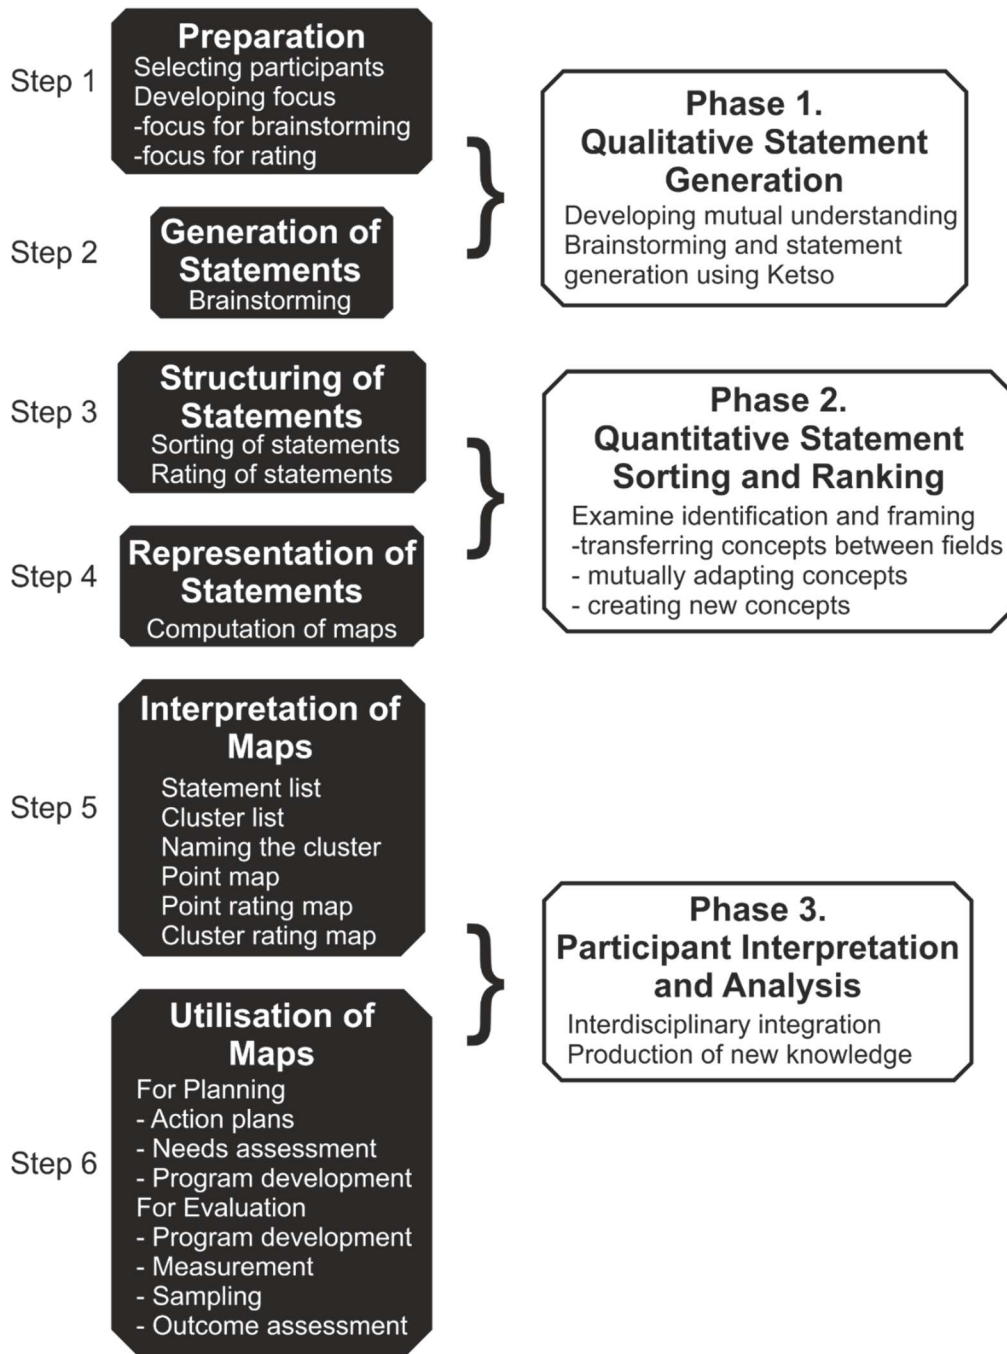 Step 1
Preparation
Selecting participants
Developing focus
-focus for brainstorming
-focus for rating
Step 2
Generation of
Statements
Brainstorming
}
Phase 1.
Qualitative Statement
Generation
Developing mutual understanding
Brainstorming and statement
generation using Ketso
Step 3
Structuring of
Statements
Sorting of statements
Rating of statements
Step 4
Representation of
Statements
Computation of maps
}
Phase 2.
Quantitative Statement
Sorting and Ranking
Examine identification and framing
-transferring concepts between fields
- mutually adapting concepts
- creating new concepts
Step 5
Interpretation of
Maps
Statement list
Cluster list
Naming the cluster
Point map
Point rating map
Cluster rating map
Step 6
Utilisation of
Maps
For Planning
- Action plans
- Needs assessment
- Program development
For Evaluation
- Program development
- Measurement
- Sampling
- Outcome assessment
}
Phase 3.
Participant Interpretation
and Analysis
Interdisciplinary integration
Production of new knowledge